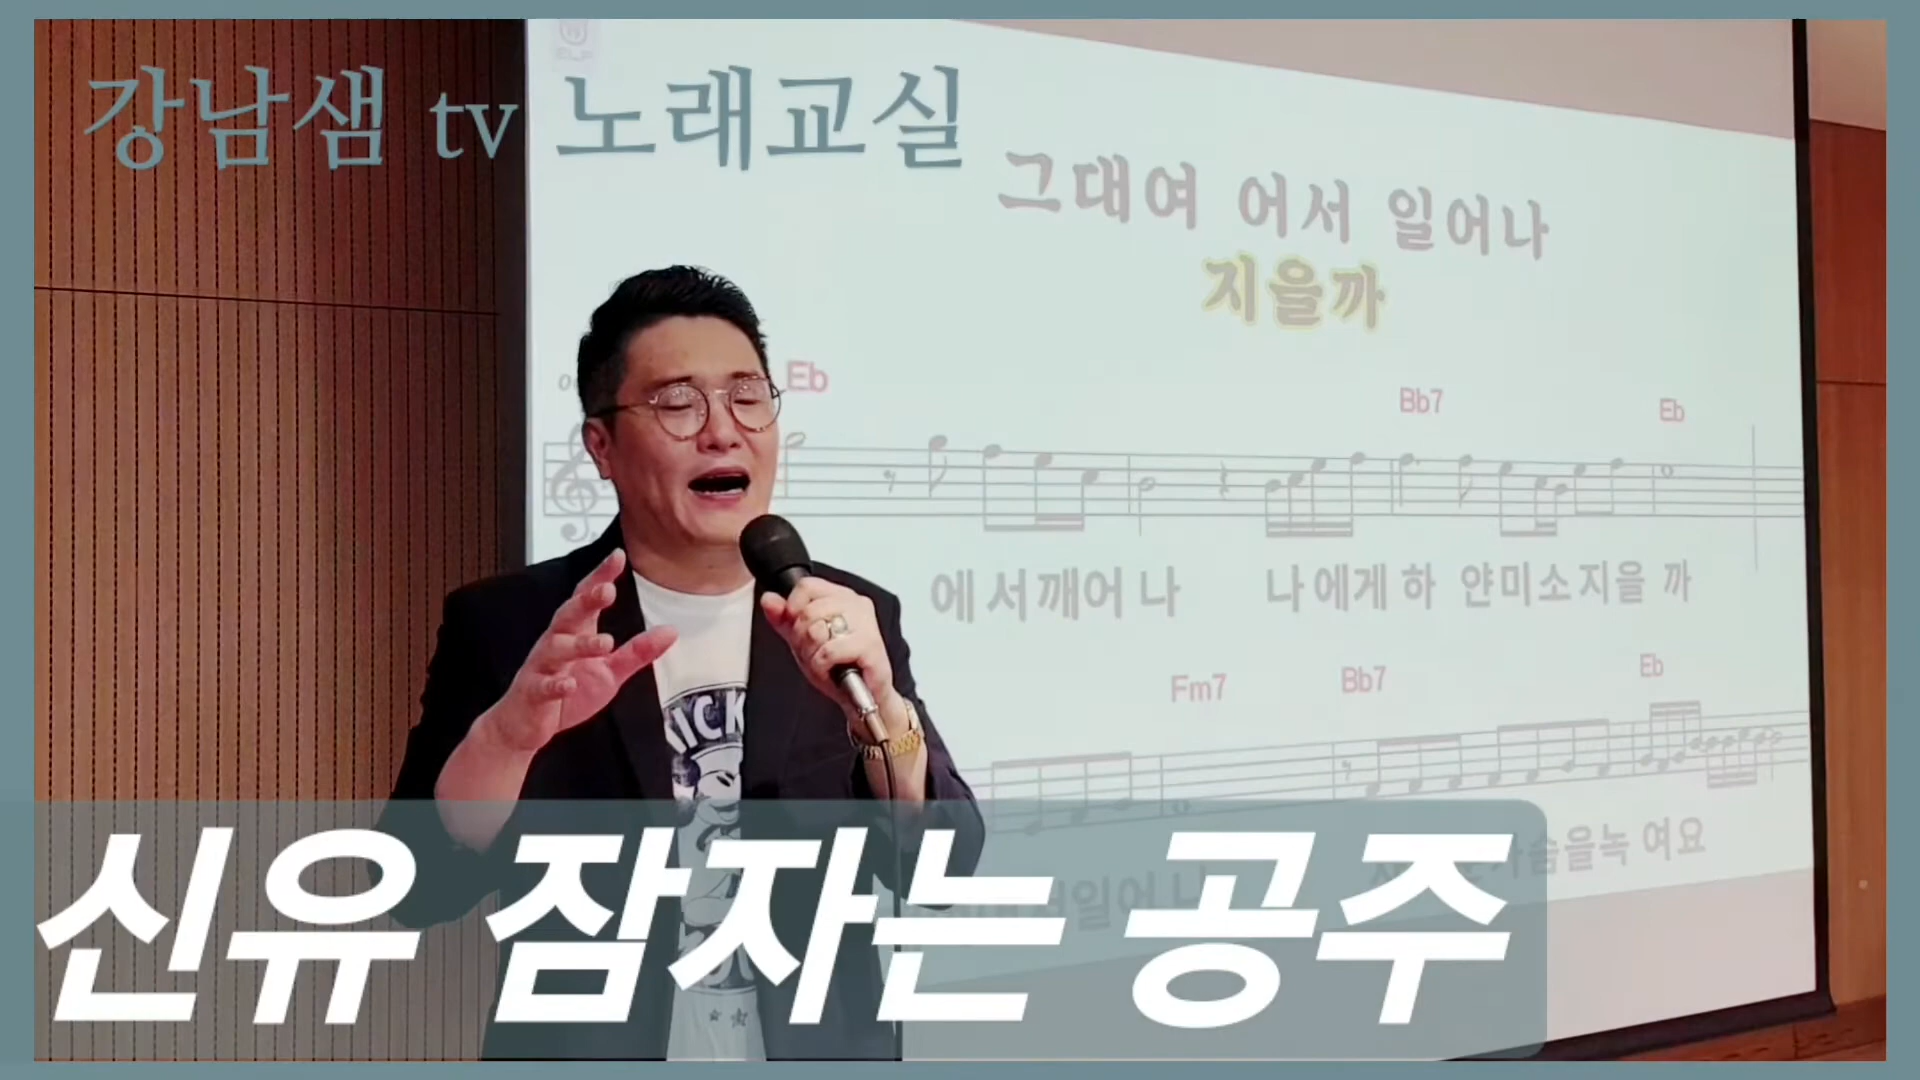 강남샘 tv 노래교실
그대여 어서 일어나
지을까
Eb Bb7 Eb
에서깨어나 나에게 하얀미소지을 까
Fm7 Bb7 Eb
가슴을녹 여요
신유 잠자는 공주